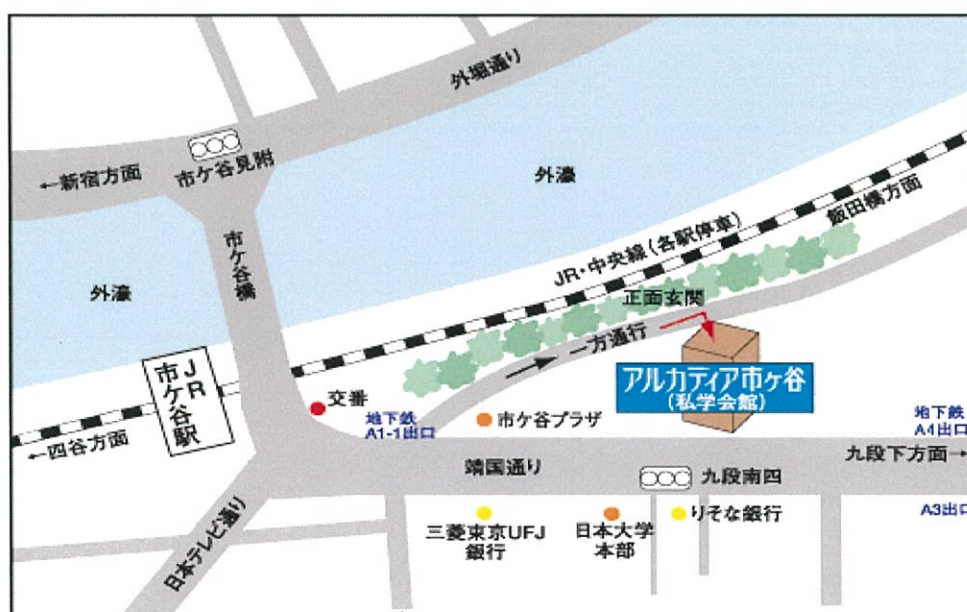 外堀通り
←新宿方面
市ケ谷見附
外濠
飯田橋方面
市ケ谷橋
JR・中央線(各駅停車)
外濠
正面玄関
一方通行
JR
市ケ谷駅
アルカディア市ヶ谷
(私学会館)
交番
地下鉄
A1-1出口
市ケ谷プラザ
地下鉄
A4出口
←四谷方面
靖国通り
九段南四
九段下方面→
日本テレビ通り
三菱東京UFJ
銀行
日本大学
本部
りそな銀行
A3出口